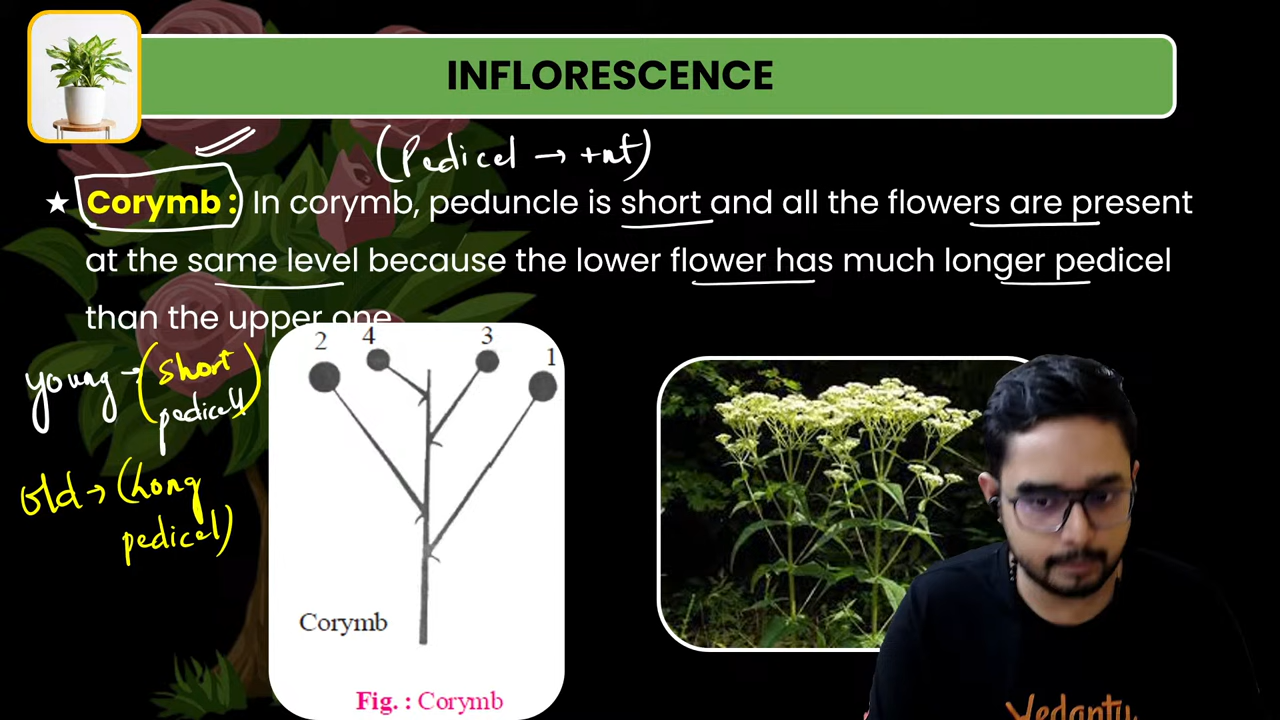 INFLORESCENCE
(Pedicel → +nt)
★ Corymb : In corymb, peduncle is short and all the flowers are present
at the same level because the lower flower has much longer pedicel
than the upper one
young → (short
pedicel)
old → (long
pedicel)
2 4 3 1
Corymb
Fig. : Corymb
Vedantu